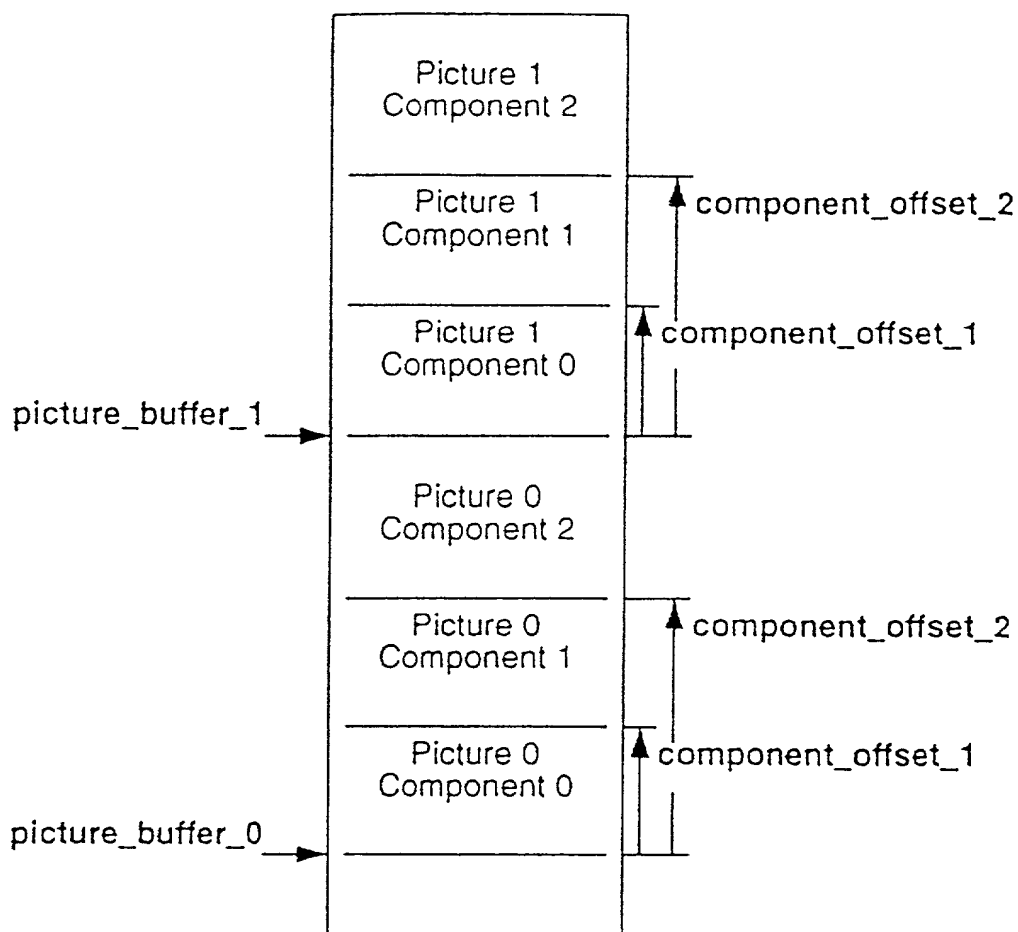 Picture 1
Component 2
Picture 1
Component 1
component_offset_2
Picture 1
Component 0
component_offset_1
picture_buffer_1
Picture 0
Component 2
Picture 0
Component 1
component_offset_2
Picture 0
Component 0
component_offset_1
picture_buffer_0